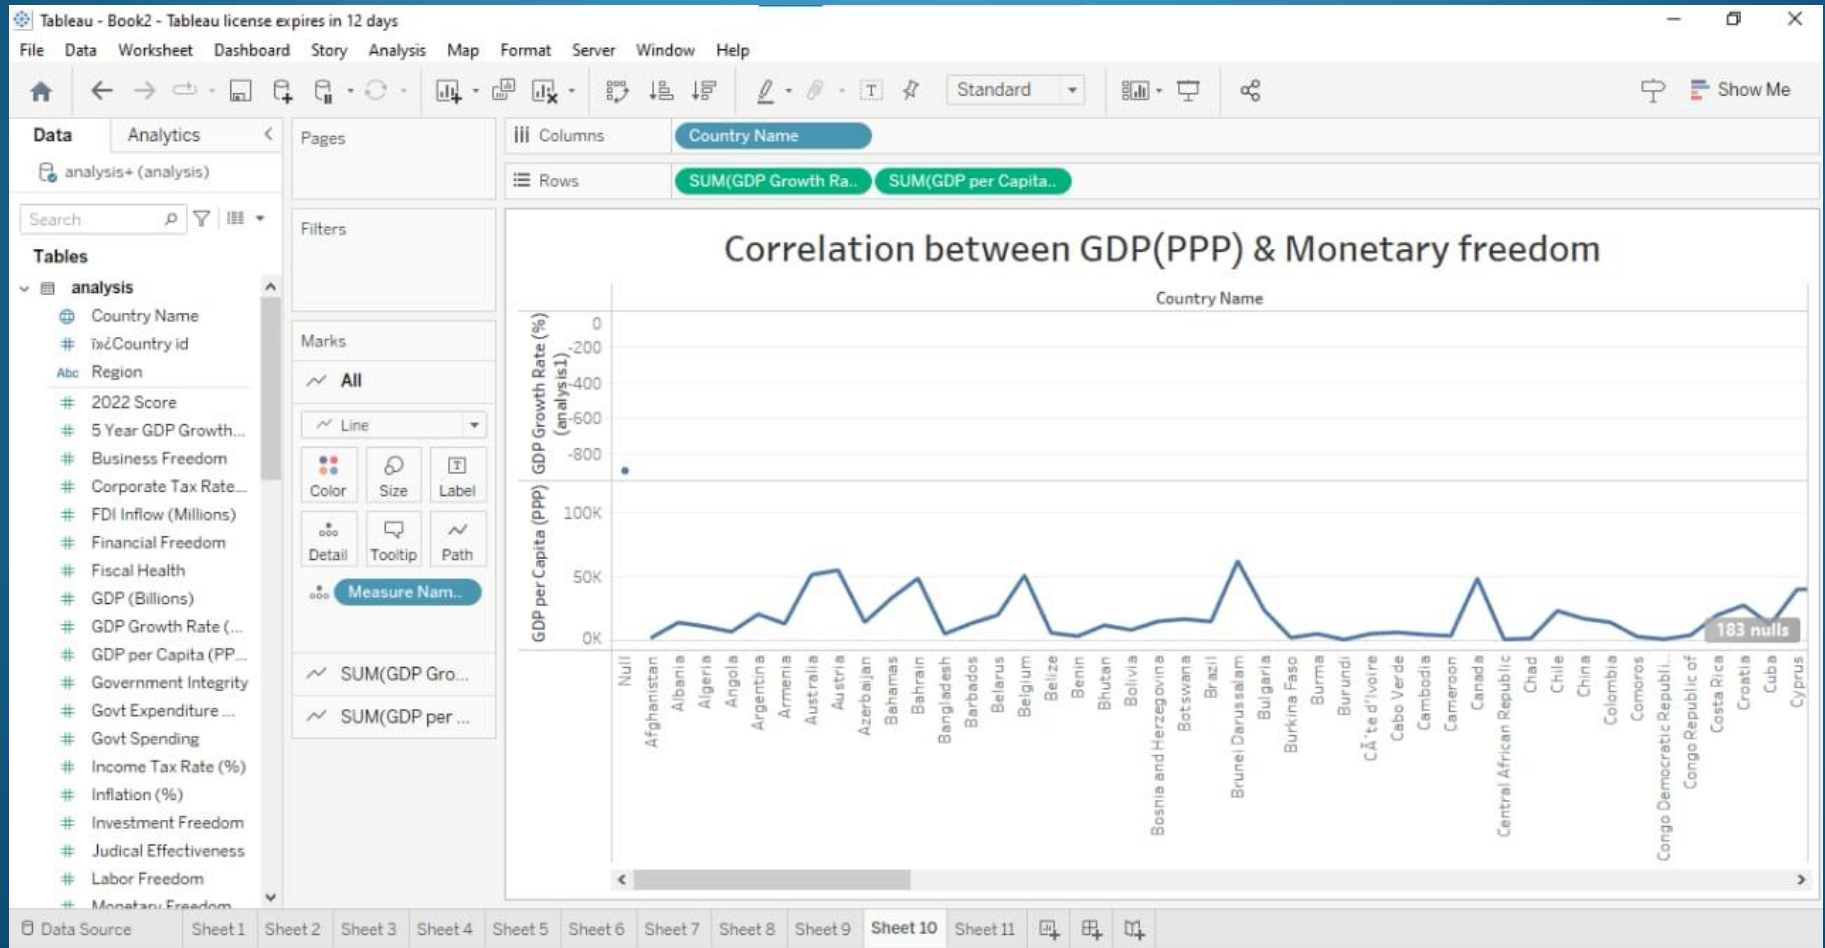 Tableau - Book2 - Tableau license expires in 12 days
File Data Worksheet Dashboard Story Analysis Map Format Server Window Help
Standard
Show Me
Data Analytics
analysis+ (analysis)
Search
Tables
analysis
Country Name
ï»¿Country id
Abc Region
2022 Score
5 Year GDP Growth...
Business Freedom
Corporate Tax Rate...
FDI Inflow (Millions)
Financial Freedom
Fiscal Health
GDP (Billions)
GDP Growth Rate (...
GDP per Capita (PP...
Government Integrity
Govt Expenditure ...
Govt Spending
Income Tax Rate (%)
Inflation (%)
Investment Freedom
Judical Effectiveness
Labor Freedom
Monetary Freedom
Pages
Filters
Marks
All
Line
Color Size Label
Detail Tooltip Path
Measure Nam..
SUM(GDP Gro...
SUM(GDP per ...
Columns Country Name
Rows SUM(GDP Growth Ra.. SUM(GDP per Capita..
Correlation between GDP(PPP) & Monetary freedom
Country Name
GDP Growth Rate (%)
(analysis1)
0
-200
-400
-600
-800
GDP per Capita (PPP)
100K
50K
0K
183 nulls
Null
Afghanistan
Albania
Algeria
Angola
Argentina
Armenia
Australia
Austria
Azerbaijan
Bahamas
Bahrain
Bangladesh
Barbados
Belarus
Belgium
Belize
Benin
Bhutan
Bolivia
Bosnia and Herzegovina
Botswana
Brazil
Brunei Darussalam
Bulgaria
Burkina Faso
Burma
Burundi
CÃ´te d'Ivoire
Cabo Verde
Cambodia
Cameroon
Canada
Central African Republic
Chad
Chile
China
Colombia
Comoros
Congo Democratic Republi..
Congo Republic of
Costa Rica
Croatia
Cuba
Cyprus
Data Source Sheet 1 Sheet 2 Sheet 3 Sheet 4 Sheet 5 Sheet 6 Sheet 7 Sheet 8 Sheet 9 Sheet 10 Sheet 11